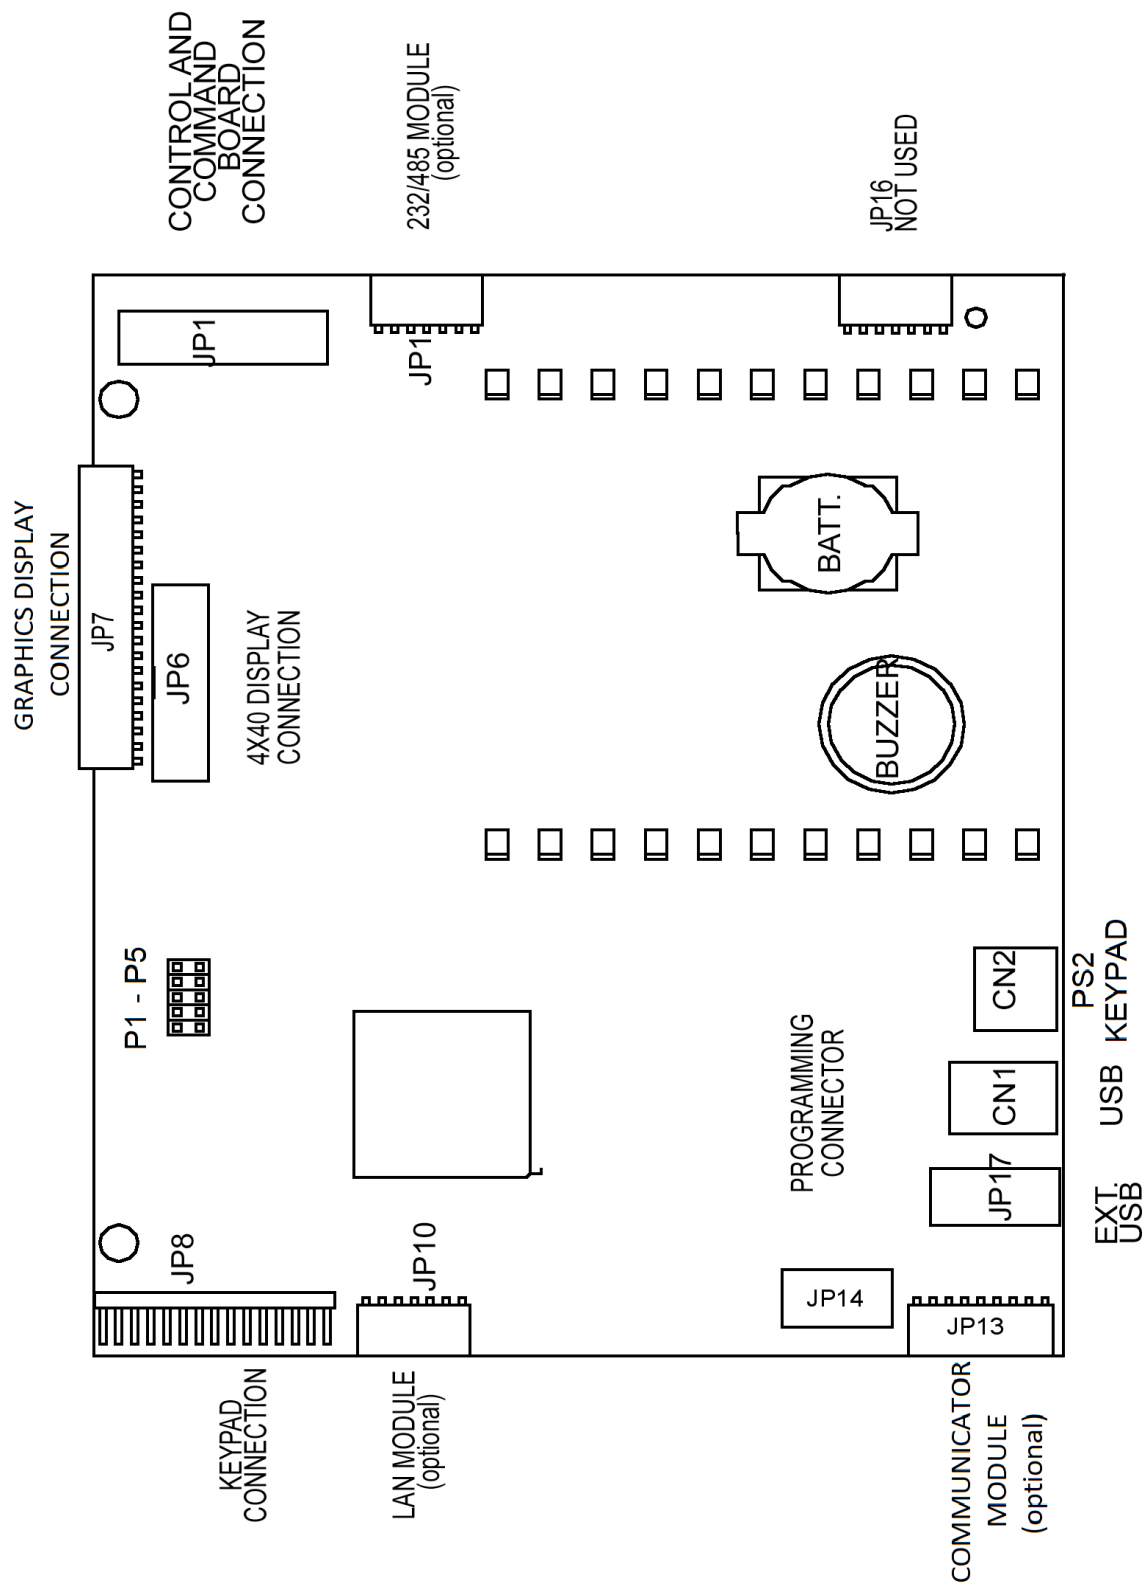 CONTROL AND
COMMAND
BOARD
CONNECTION
232/485 MODULE
(optional)
JP16
NOT USED
JP1
JP1
GRAPHICS DISPLAY
CONNECTION
JP7
JP6
4X40 DISPLAY
CONNECTION
BATT.
BUZZER
P1 - P5
PROGRAMMING
CONNECTOR
CN2
PS2
KEYPAD
CN1
USB
JP17
EXT.
USB
JP8
JP10
JP14
JP13
KEYPAD
CONNECTION
LAN MODULE
(optional)
COMMUNICATOR
MODULE
(optional)